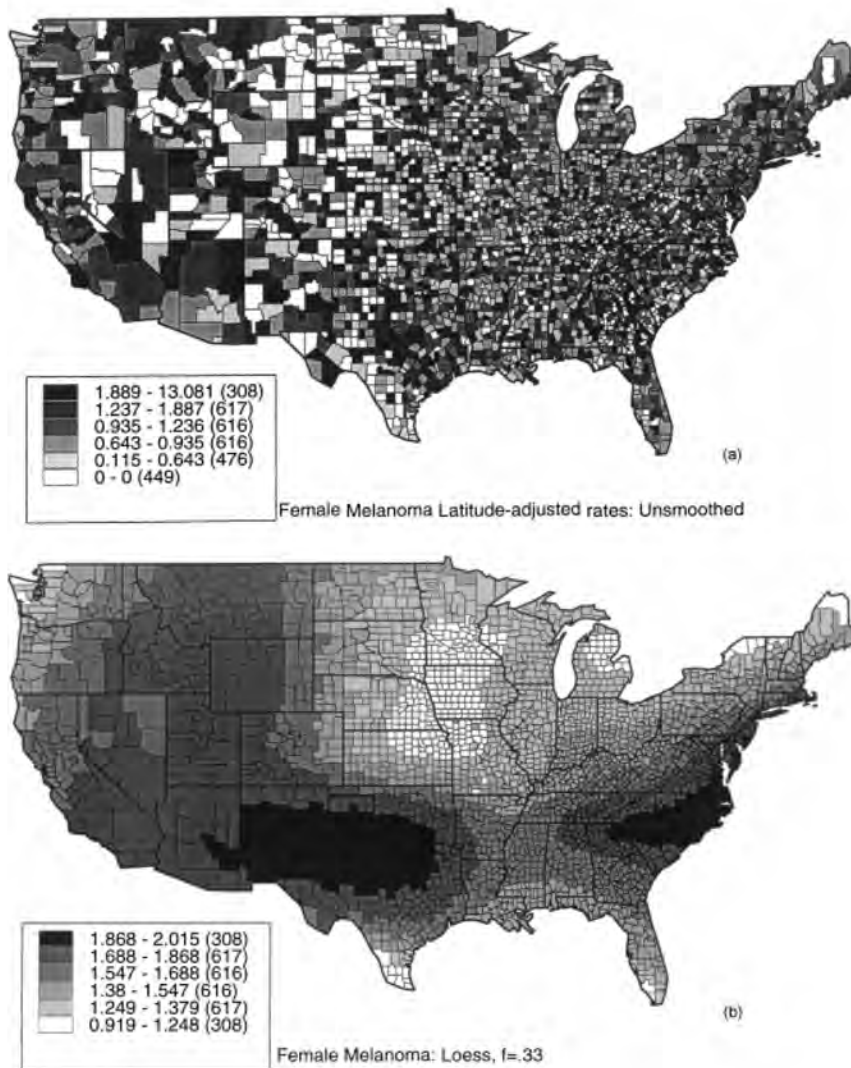 1.889 - 13.081 (308)
1.237 - 1.887 (617)
0.935 - 1.236 (616)
0.643 - 0.935 (616)
0.115 - 0.643 (476)
0 - 0 (449)
(a)
Female Melanoma Latitude-adjusted rates: Unsmoothed
1.868 - 2.015 (308)
1.688 - 1.868 (617)
1.547 - 1.688 (616)
1.38 - 1.547 (616)
1.249 - 1.379 (617)
0.919 - 1.248 (308)
(b)
Female Melanoma: Loess, f=.33